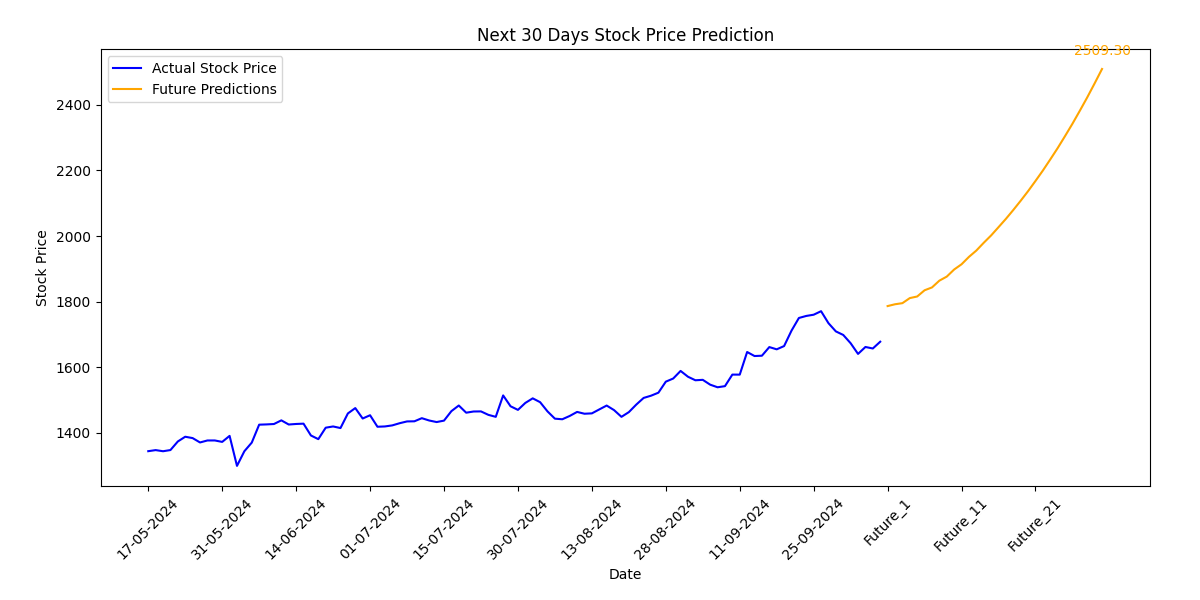 Next 30 Days Stock Price Prediction
2509.30
Actual Stock Price
Future Predictions
2400
2200
2000
1800
1600
1400
Stock Price
17-05-2024
31-05-2024
14-06-2024
01-07-2024
15-07-2024
30-07-2024
13-08-2024
28-08-2024
11-09-2024
25-09-2024
Future_1
Future_11
Future_21
Date